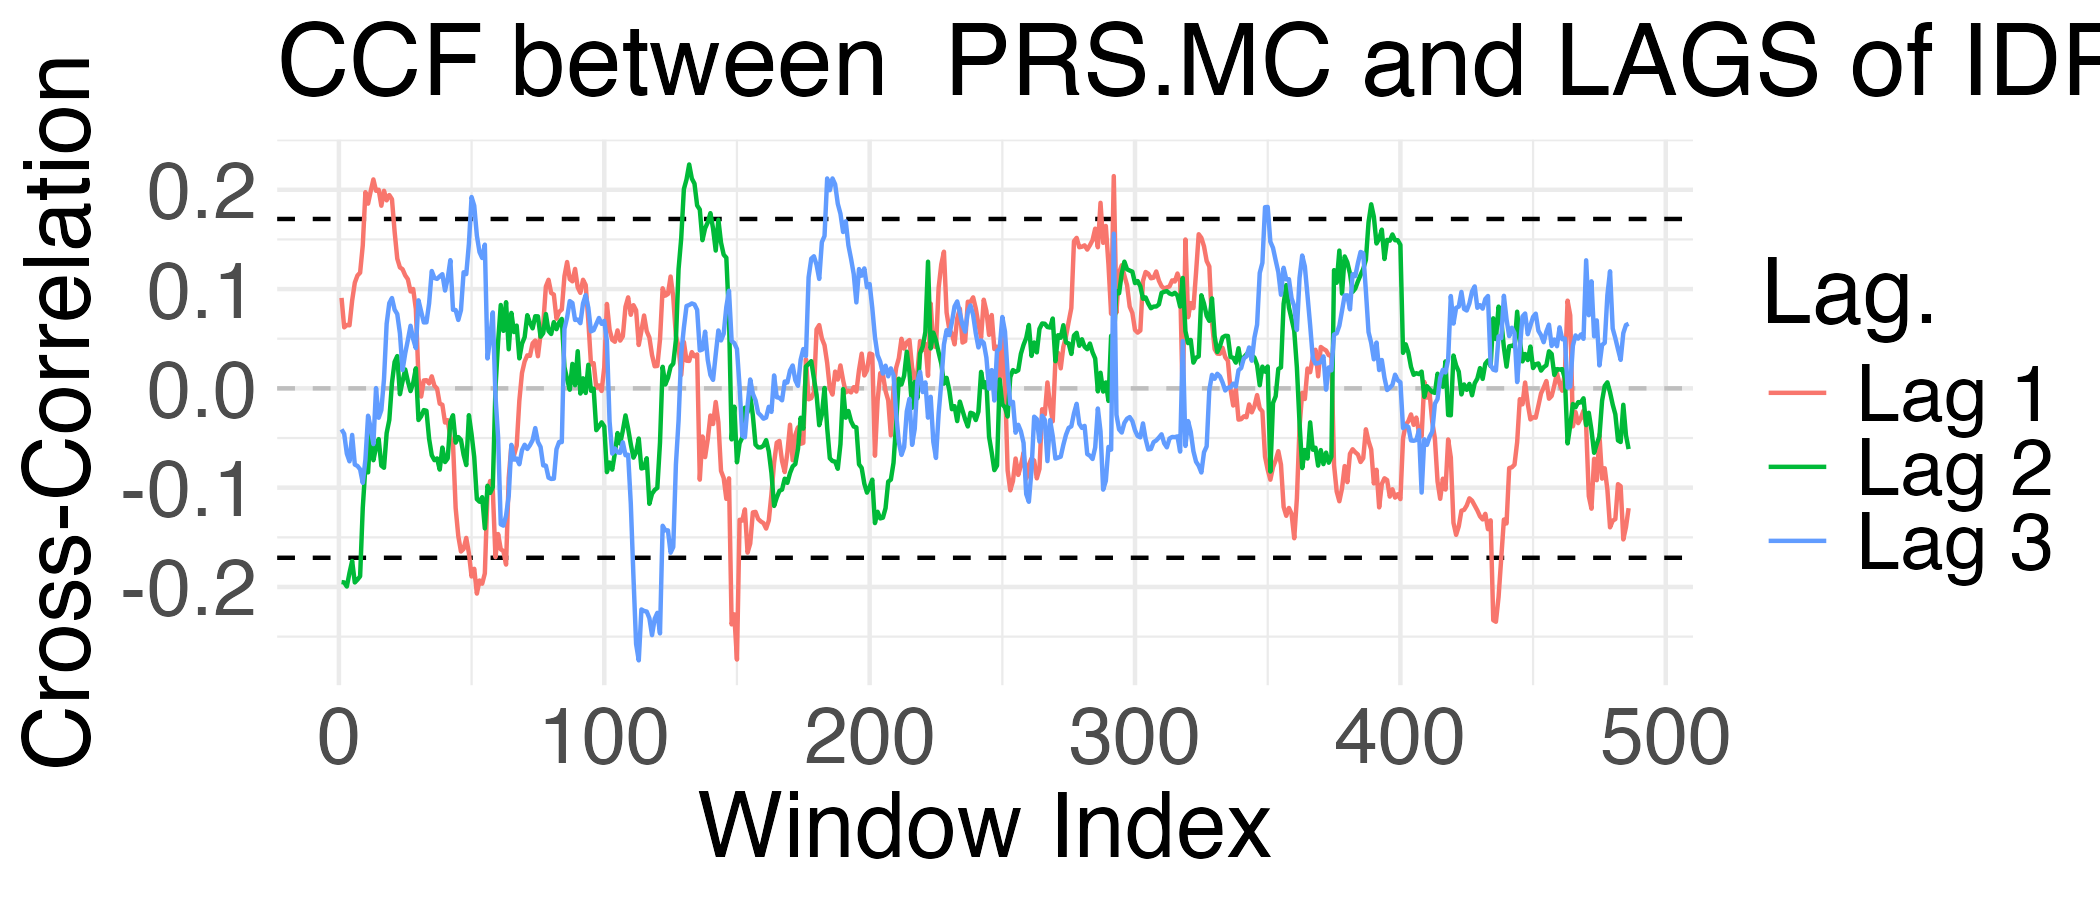 CCF between  PRS.MC and LAGS of
Cross-Correlation
0.2
0.1
0.0
-0.1
-0.2
0 100 200 300 400 500
Window Index
Lag.
Lag 1
Lag 2
Lag 3